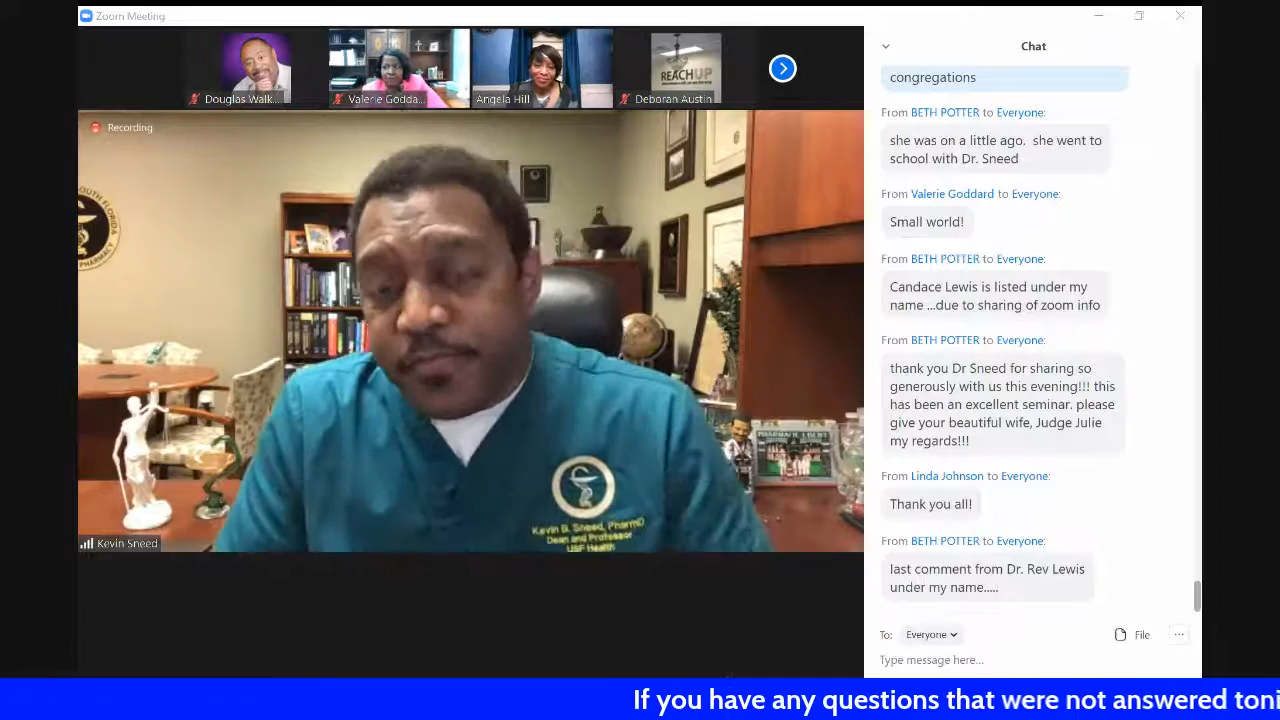 Zoom Meeting
Douglas Walk...
Valerie Godda...
Angela Hill
Deborah Austin
REACHUP
Recording
SOUTH FLORIDA
PHARMACY
Kevin B. Sneed, PharmD
Dean and Professor
USF Health
Kevin Sneed
Chat
congregations
From BETH POTTER to Everyone:
she was on a little ago. she went to
school with Dr. Sneed
From Valerie Goddard to Everyone:
Small world!
From BETH POTTER to Everyone:
Candace Lewis is listed under my
name ...due to sharing of zoom info
From BETH POTTER to Everyone:
thank you Dr Sneed for sharing so
generously with us this evening!!! this
has been an excellent seminar. please
give your beautiful wife, Judge Julie
my regards!!!
From Linda Johnson to Everyone:
Thank you all!
From BETH POTTER to Everyone:
last comment from Dr. Rev Lewis
under my name.....
To: Everyone
File
Type message here...
If you have any questions that were not answered toni